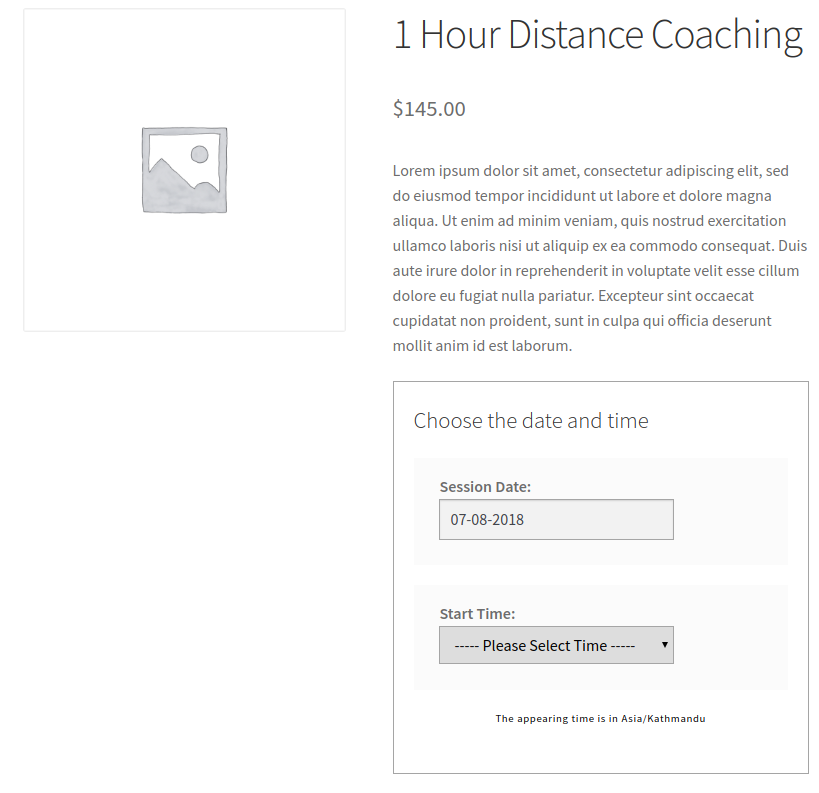 1 Hour Distance Coaching
$145.00
Lorem ipsum dolor sit amet, consectetur adipiscing elit, sed
do eiusmod tempor incididunt ut labore et dolore magna
aliqua. Ut enim ad minim veniam, quis nostrud exercitation
ullamco laboris nisi ut aliquip ex ea commodo consequat. Duis
aute irure dolor in reprehenderit in voluptate velit esse cillum
dolore eu fugiat nulla pariatur. Excepteur sint occaecat
cupidatat non proident, sunt in culpa qui officia deserunt
mollit anim id est laborum.
Choose the date and time
Session Date:
07-08-2018
Start Time:
----- Please Select Time -----
The appearing time is in Asia/Kathmandu